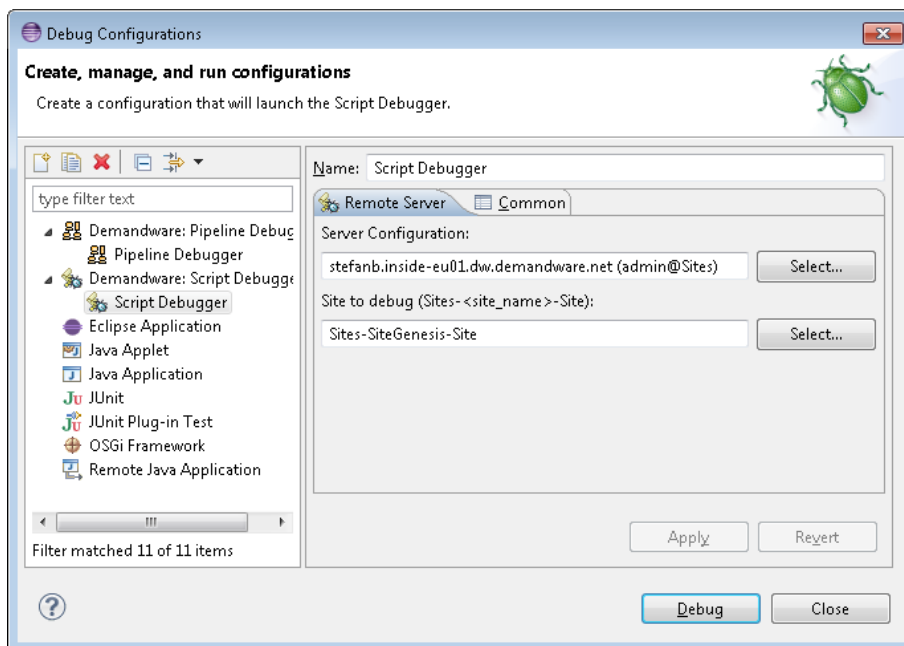 Debug Configurations
Create, manage, and run configurations
Create a configuration that will launch the Script Debugger.
type filter text
Demandware: Pipeline Debug
Pipeline Debugger
Demandware: Script Debugge
Script Debugger
Eclipse Application
Java Applet
Java Application
JUnit
JUnit Plug-in Test
OSGi Framework
Remote Java Application
Filter matched 11 of 11 items
Name: Script Debugger
Remote Server Common
Server Configuration:
stefanb.inside-eu01.dw.demandware.net (admin@Sites) Select...
Site to debug (Sites-<site_name>-Site):
Sites-SiteGenesis-Site Select...
Apply Revert
Debug Close